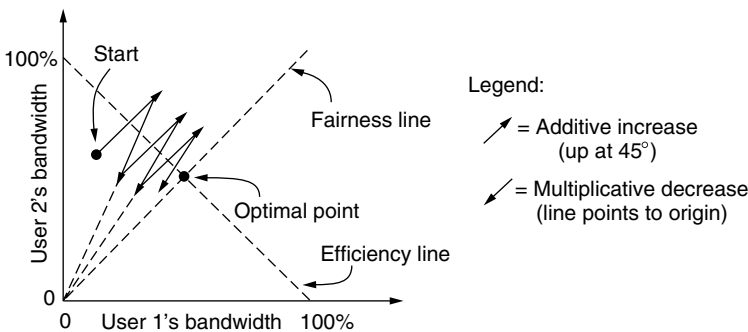 100%
User 2's bandwidth
0
Start
Fairness line
Optimal point
Efficiency line
0 User 1's bandwidth 100%
Legend:
= Additive increase
(up at 45°)
= Multiplicative decrease
(line points to origin)